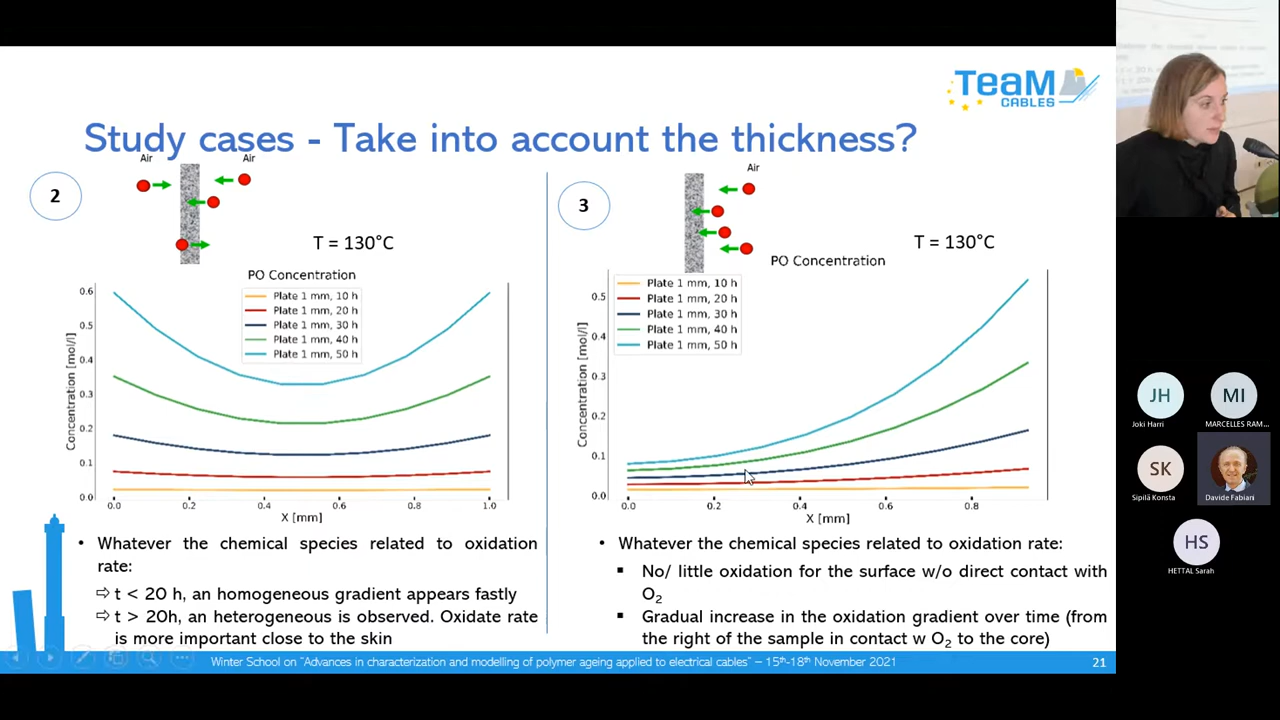 TeaM
CABLES
Study cases - Take into account the thickness?
2
Air
Air
T = 130°C
PO Concentration
Plate 1 mm, 10 h
Plate 1 mm, 20 h
Plate 1 mm, 30 h
Plate 1 mm, 40 h
Plate 1 mm, 50 h
Concentration [mol/l]
0.6
0.5
0.4
0.3
0.2
0.1
0.0
0.0
0.2
0.4
0.6
0.8
1.0
X [mm]
• Whatever the chemical species related to oxidation
rate:
⇨ t < 20 h, an homogeneous gradient appears fastly
⇨ t > 20h, an heterogeneous is observed. Oxidate rate
is more important close to the skin
3
Air
T = 130°C
PO Concentration
Plate 1 mm, 10 h
Plate 1 mm, 20 h
Plate 1 mm, 30 h
Plate 1 mm, 40 h
Plate 1 mm, 50 h
Concentration [mol/l]
0.5
0.4
0.3
0.2
0.1
0.0
0.0
0.2
0.4
0.6
0.8
X [mm]
• Whatever the chemical species related to oxidation rate:
▪ No/ little oxidation for the surface w/o direct contact with
O2
▪ Gradual increase in the oxidation gradient over time (from
the right of the sample in contact w O2 to the core)
Winter School on “Advances in characterization and modelling of polymer ageing applied to electrical cables” – 15th-18th November 2021
21
JH
Joki Harri
MI
MARCELLES RAM...
SK
Sipilä Konsta
Davide Fabiani
HS
HETTAL Sarah